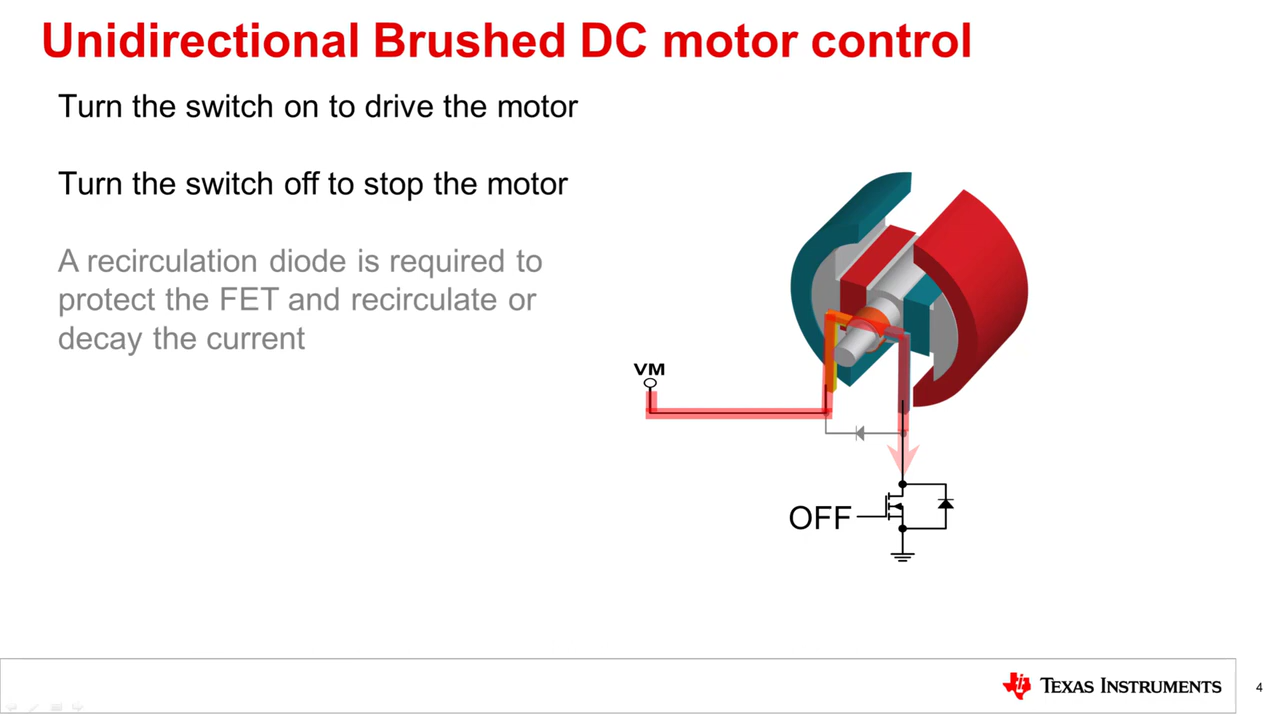 Unidirectional Brushed DC motor control
Turn the switch on to drive the motor
Turn the switch off to stop the motor
A recirculation diode is required to
protect the FET and recirculate or
decay the current
VM
OFF
TEXAS INSTRUMENTS
4